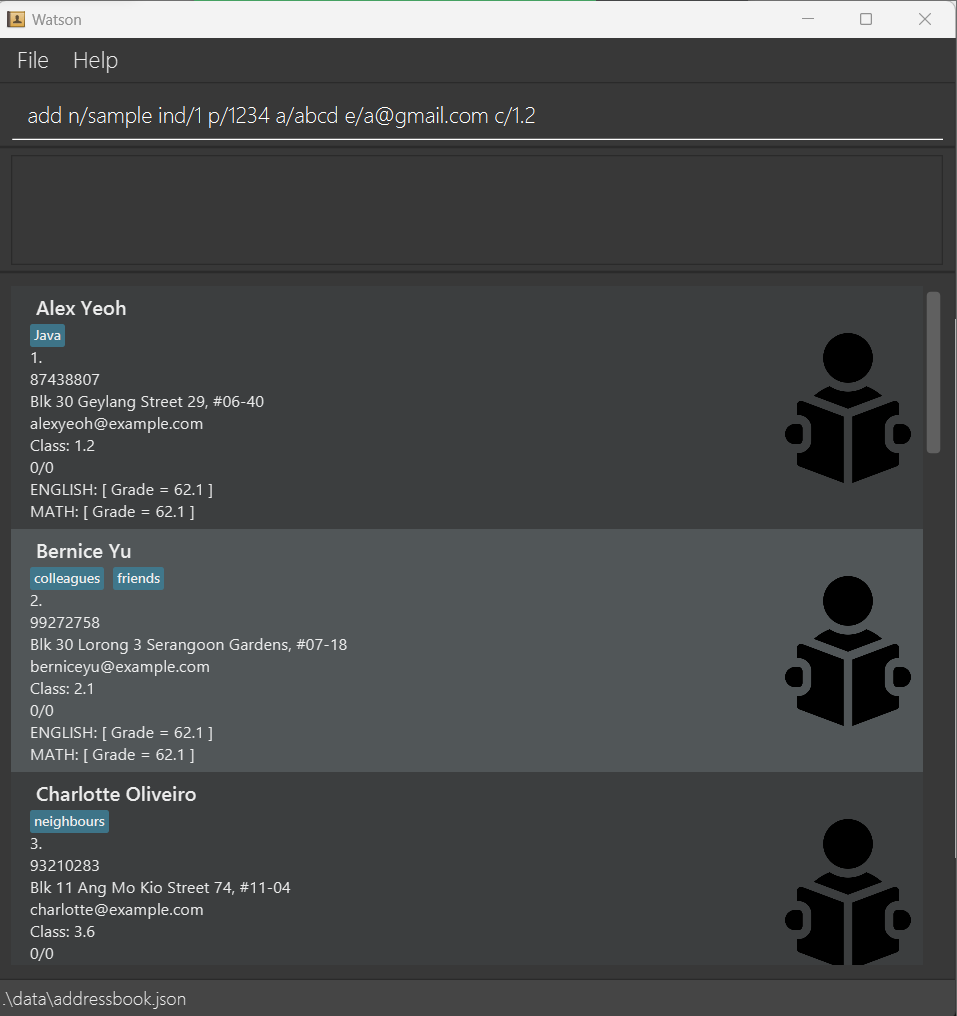 Watson
File Help
add n/sample ind/1 p/1234 a/abcd e/a@gmail.com c/1.2
Alex Yeoh
Java
1.
87438807
Blk 30 Geylang Street 29, #06-40
alexyeoh@example.com
Class: 1.2
0/0
ENGLISH: [ Grade = 62.1 ]
MATH: [ Grade = 62.1 ]
Bernice Yu
colleagues friends
2.
99272758
Blk 30 Lorong 3 Serangoon Gardens, #07-18
berniceyu@example.com
Class: 2.1
0/0
ENGLISH: [ Grade = 62.1 ]
MATH: [ Grade = 62.1 ]
Charlotte Oliveiro
neighbours
3.
93210283
Blk 11 Ang Mo Kio Street 74, #11-04
charlotte@example.com
Class: 3.6
0/0
.\data\addressbook.json